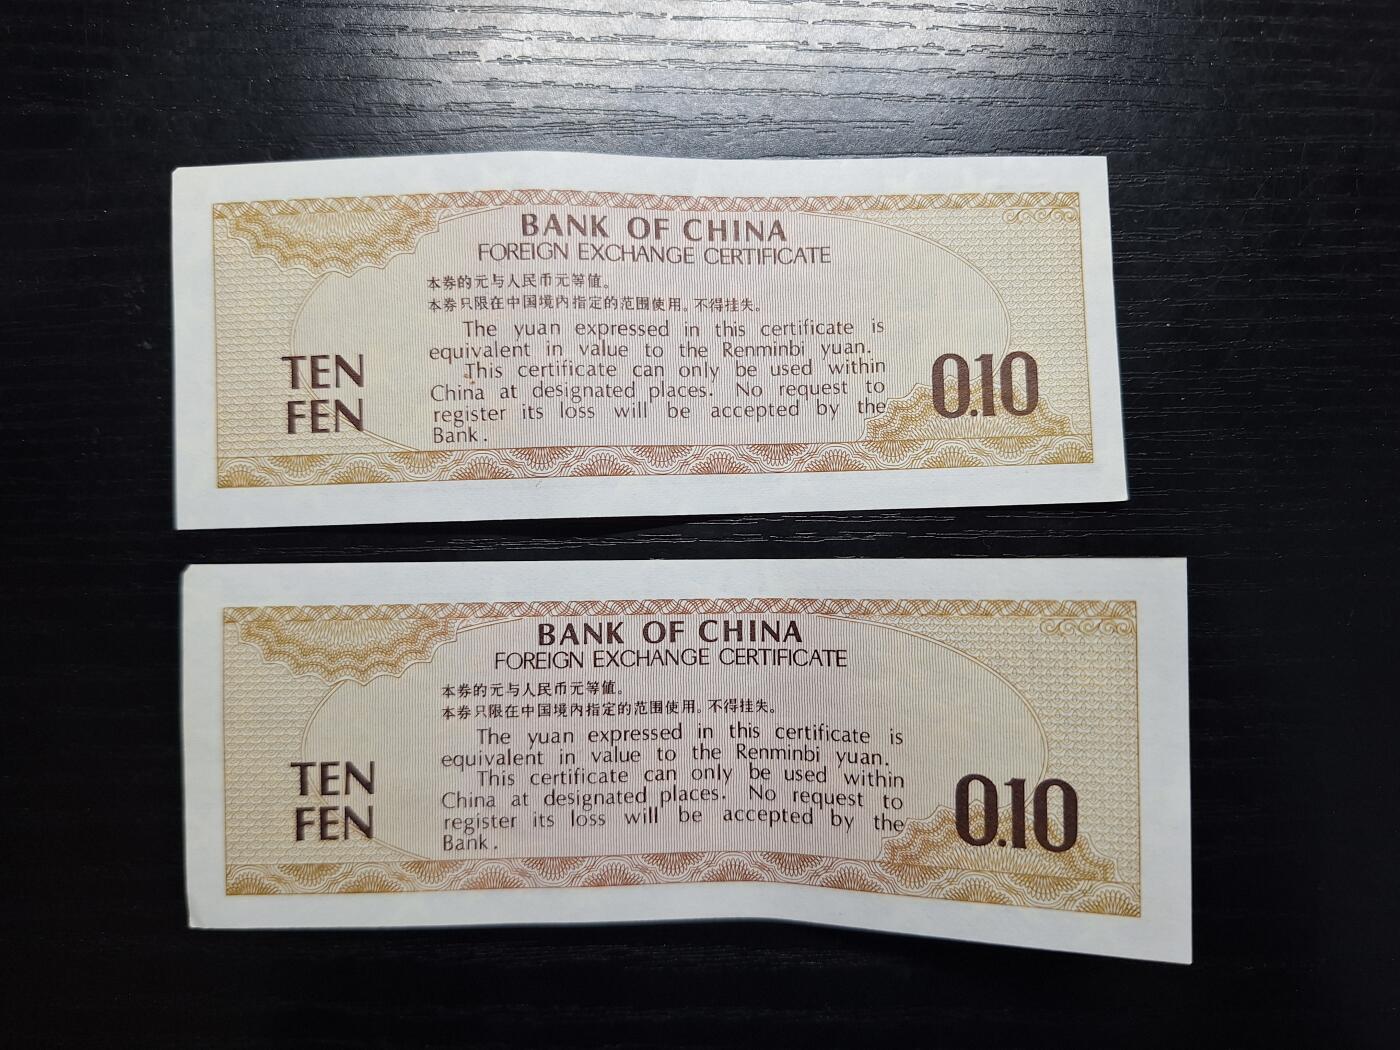 BANK OF CHINA
FOREIGN EXCHANGE CERTIFICATE
本券的元与人民币元等值。
本券只限在中国境内指定的范围使用。不得挂失。
The yuan expressed in this certificate is
equivalent in value to the Renminbi yuan.
This certificate can only be used within
China at designated places. No request to
register its loss will be accepted by the
Bank.
TEN
FEN
0.10
BANK OF CHINA
FOREIGN EXCHANGE CERTIFICATE
本券的元与人民币元等值。
本券只限在中国境内指定的范围使用。不得挂失。
The yuan expressed in this certificate is
equivalent in value to the Renminbi yuan.
This certificate can only be used within
China at designated places. No request to
register its loss will be accepted by the
Bank.
TEN
FEN
0.10